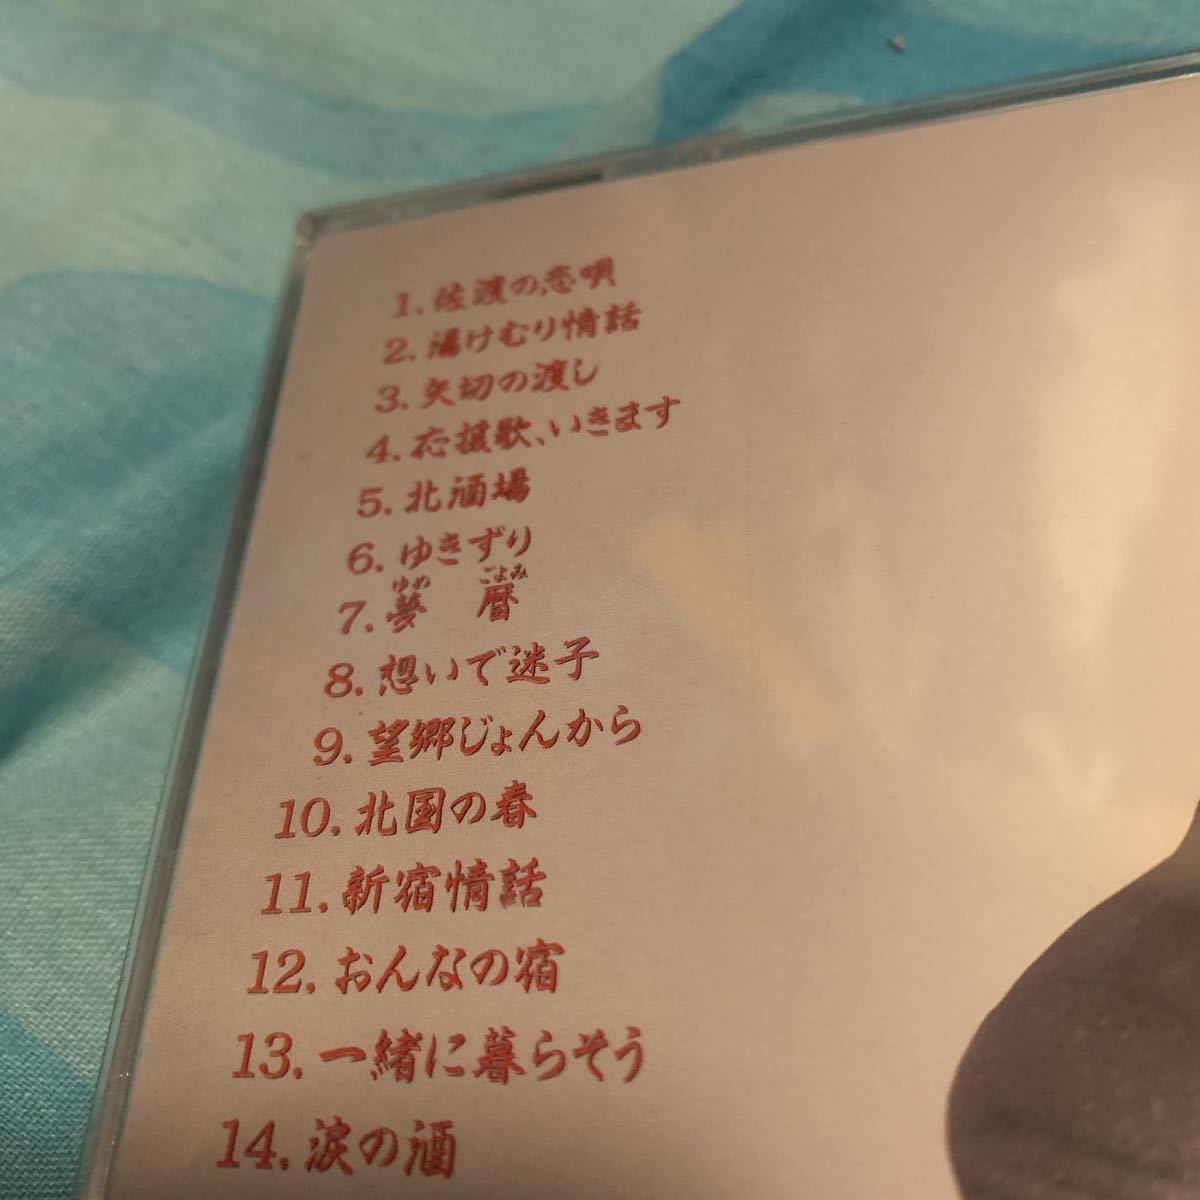 1.佐渡の恋唄
2.湯けむり情話
3.矢切の渡し
4.応援歌、いきます
5.北酒場
6.ゆきずり
ゆめ ごよみ
7.夢 暦
8.想いで迷子
9.望郷じょんから
10.北国の春
11.新宿情話
12.おんなの宿
13.一緒に暮らそう
14.涙の酒